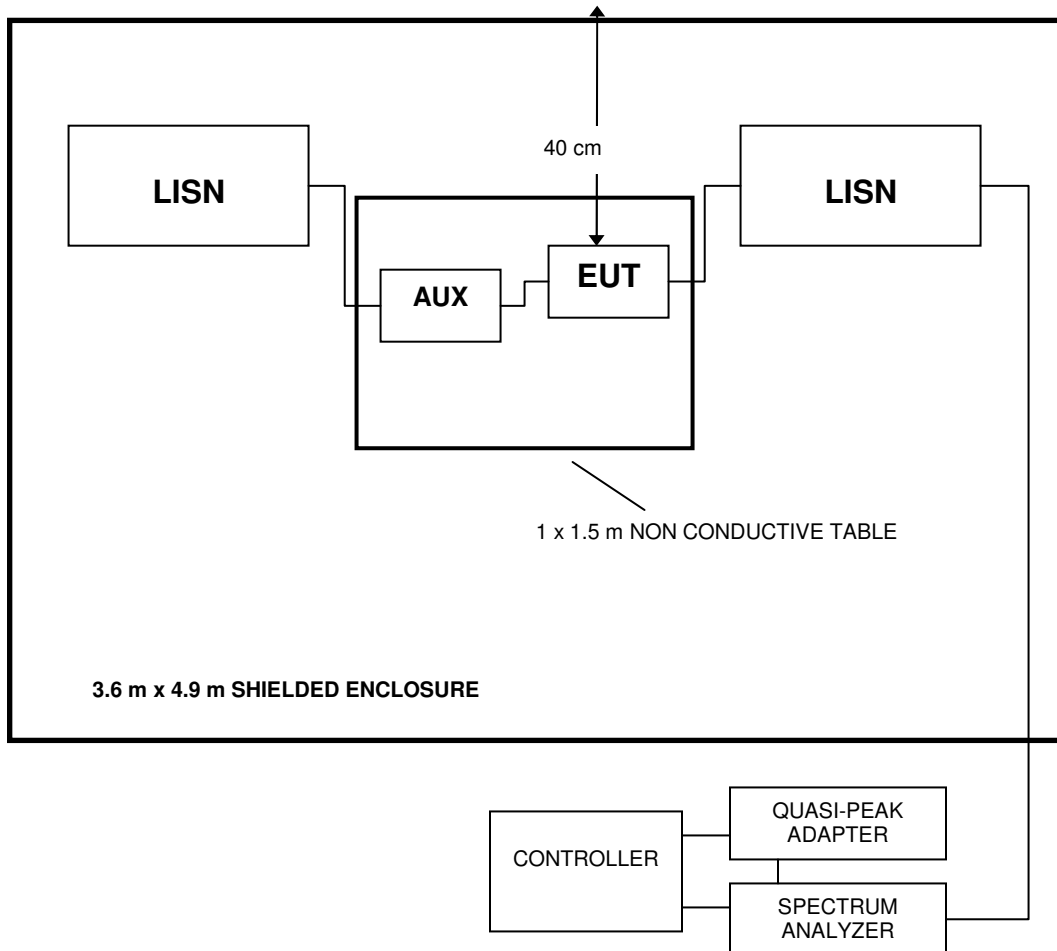 40 cm
LISN
LISN
EUT
AUX
1 x 1.5 m NON CONDUCTIVE TABLE
3.6 m x 4.9 m SHIELDED ENCLOSURE
CONTROLLER
QUASI-PEAK
ADAPTER
SPECTRUM
ANALYZER